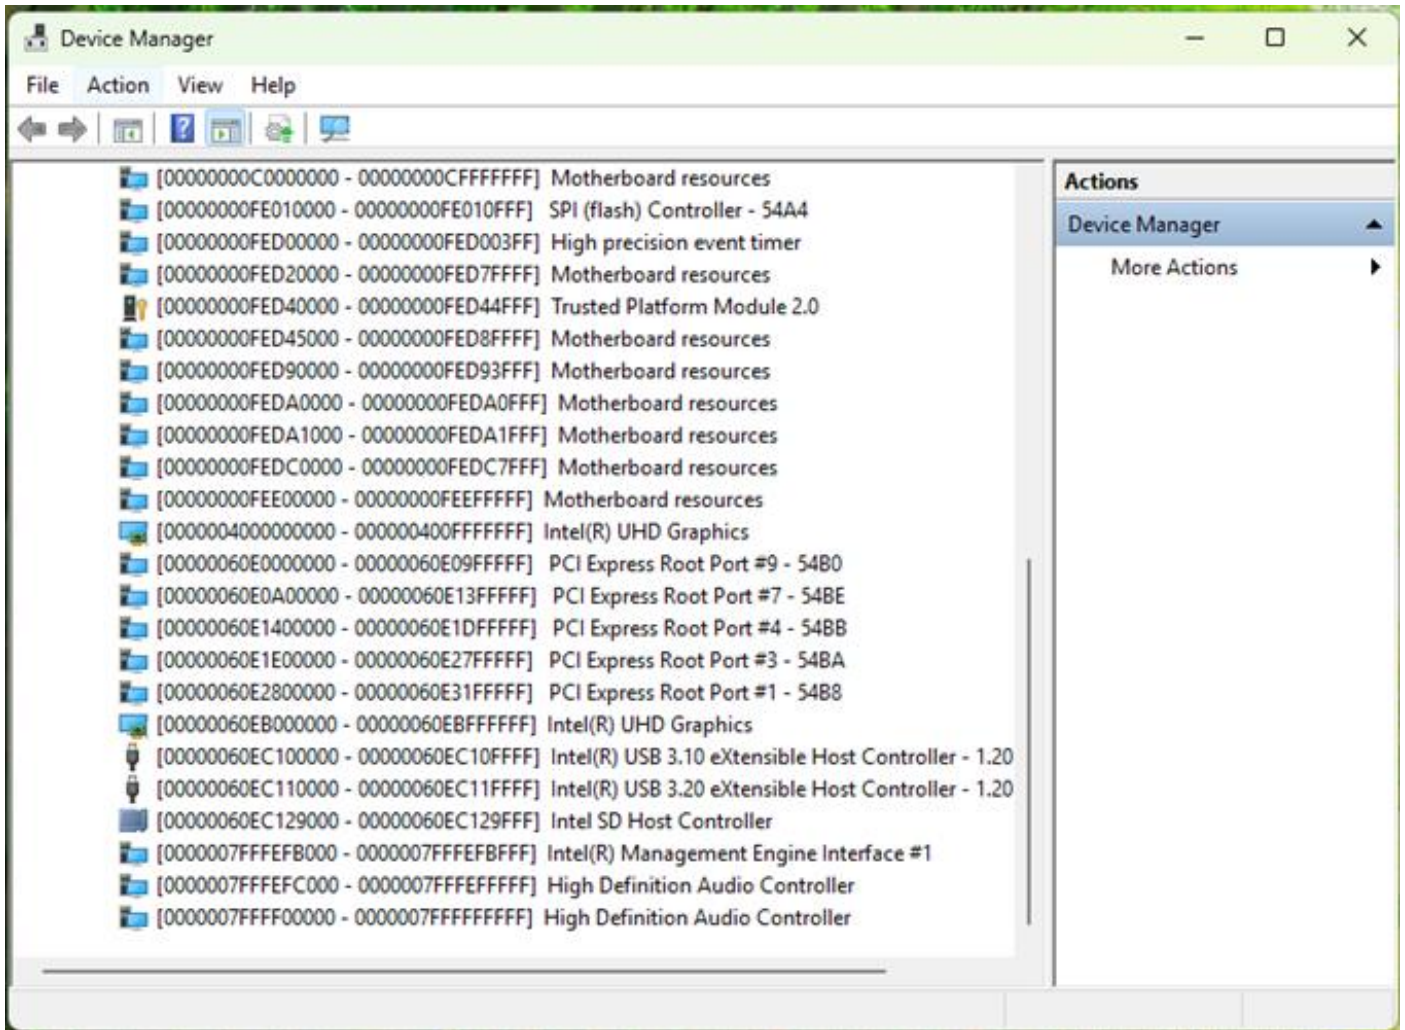 Device Manager
File Action View Help
[00000000C0000000 - 00000000CFFFFFFF] Motherboard resources
[00000000FE010000 - 00000000FE010FFF] SPI (flash) Controller - 54A4
[00000000FED00000 - 00000000FED003FF] High precision event timer
[00000000FED20000 - 00000000FED7FFFF] Motherboard resources
[00000000FED40000 - 00000000FED44FFF] Trusted Platform Module 2.0
[00000000FED45000 - 00000000FED8FFFF] Motherboard resources
[00000000FED90000 - 00000000FED93FFF] Motherboard resources
[00000000FEDA0000 - 00000000FEDA0FFF] Motherboard resources
[00000000FEDA1000 - 00000000FEDA1FFF] Motherboard resources
[00000000FEDC0000 - 00000000FEDC7FFF] Motherboard resources
[00000000FEE00000 - 00000000FEEFFFFF] Motherboard resources
[0000004000000000 - 000000400FFFFFFF] Intel(R) UHD Graphics
[00000060E0000000 - 00000060E09FFFFF] PCI Express Root Port #9 - 54B0
[00000060E0A00000 - 00000060E13FFFFF] PCI Express Root Port #7 - 54BE
[00000060E1400000 - 00000060E1DFFFFF] PCI Express Root Port #4 - 54BB
[00000060E1E00000 - 00000060E27FFFFF] PCI Express Root Port #3 - 54BA
[00000060E2800000 - 00000060E31FFFFF] PCI Express Root Port #1 - 54B8
[00000060EB000000 - 00000060EBFFFFFF] Intel(R) UHD Graphics
[00000060EC100000 - 00000060EC10FFFF] Intel(R) USB 3.10 eXtensible Host Controller - 1.20
[00000060EC110000 - 00000060EC11FFFF] Intel(R) USB 3.20 eXtensible Host Controller - 1.20
[00000060EC129000 - 00000060EC129FFF] Intel SD Host Controller
[0000007FFFEFB000 - 0000007FFFEFBFFF] Intel(R) Management Engine Interface #1
[0000007FFFEFC000 - 0000007FFFEFFFFF] High Definition Audio Controller
[0000007FFFF00000 - 0000007FFFFFFFFF] High Definition Audio Controller
Actions
Device Manager
More Actions